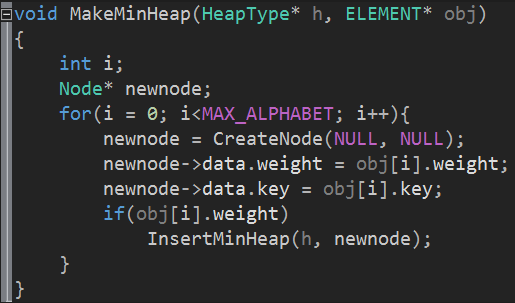 void MakeMinHeap(HeapType* h, ELEMENT* obj)
{
    int i;
    Node* newnode;
    for(i = 0; i<MAX_ALPHABET; i++){
        newnode = CreateNode(NULL, NULL);
        newnode->data.weight = obj[i].weight;
        newnode->data.key = obj[i].key;
        if(obj[i].weight)
            InsertMinHeap(h, newnode);
    }
}